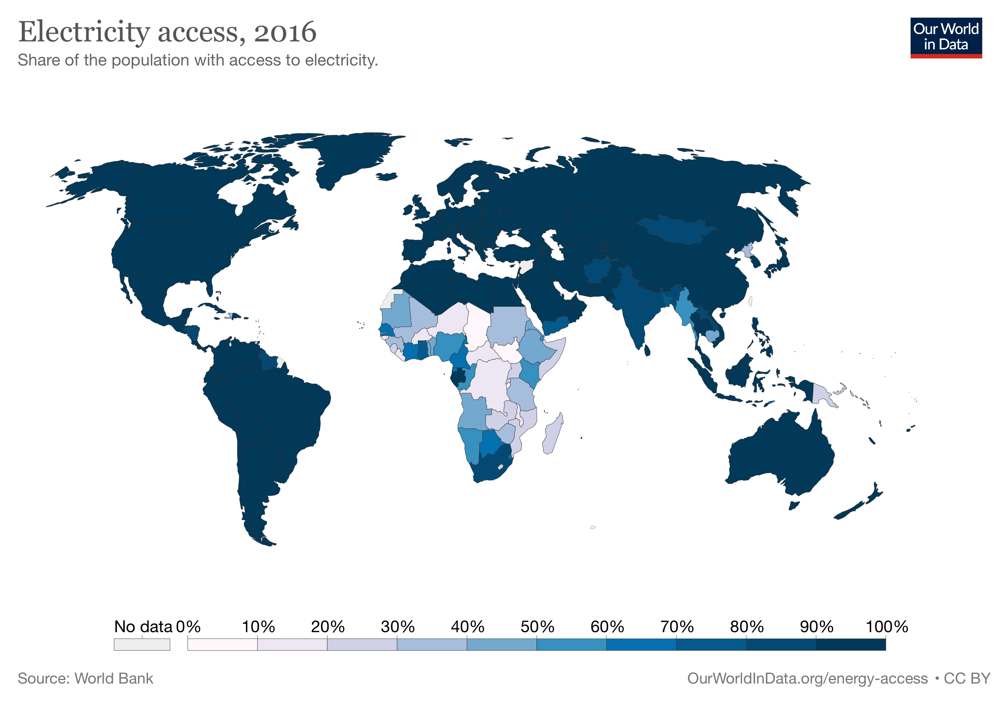 Electricity access, 2016
Share of the population with access to electricity.
Our World
in Data
No data 0% 10% 20% 30% 40% 50% 60% 70% 80% 90% 100%
Source: World Bank
OurWorldInData.org/energy-access • CC BY